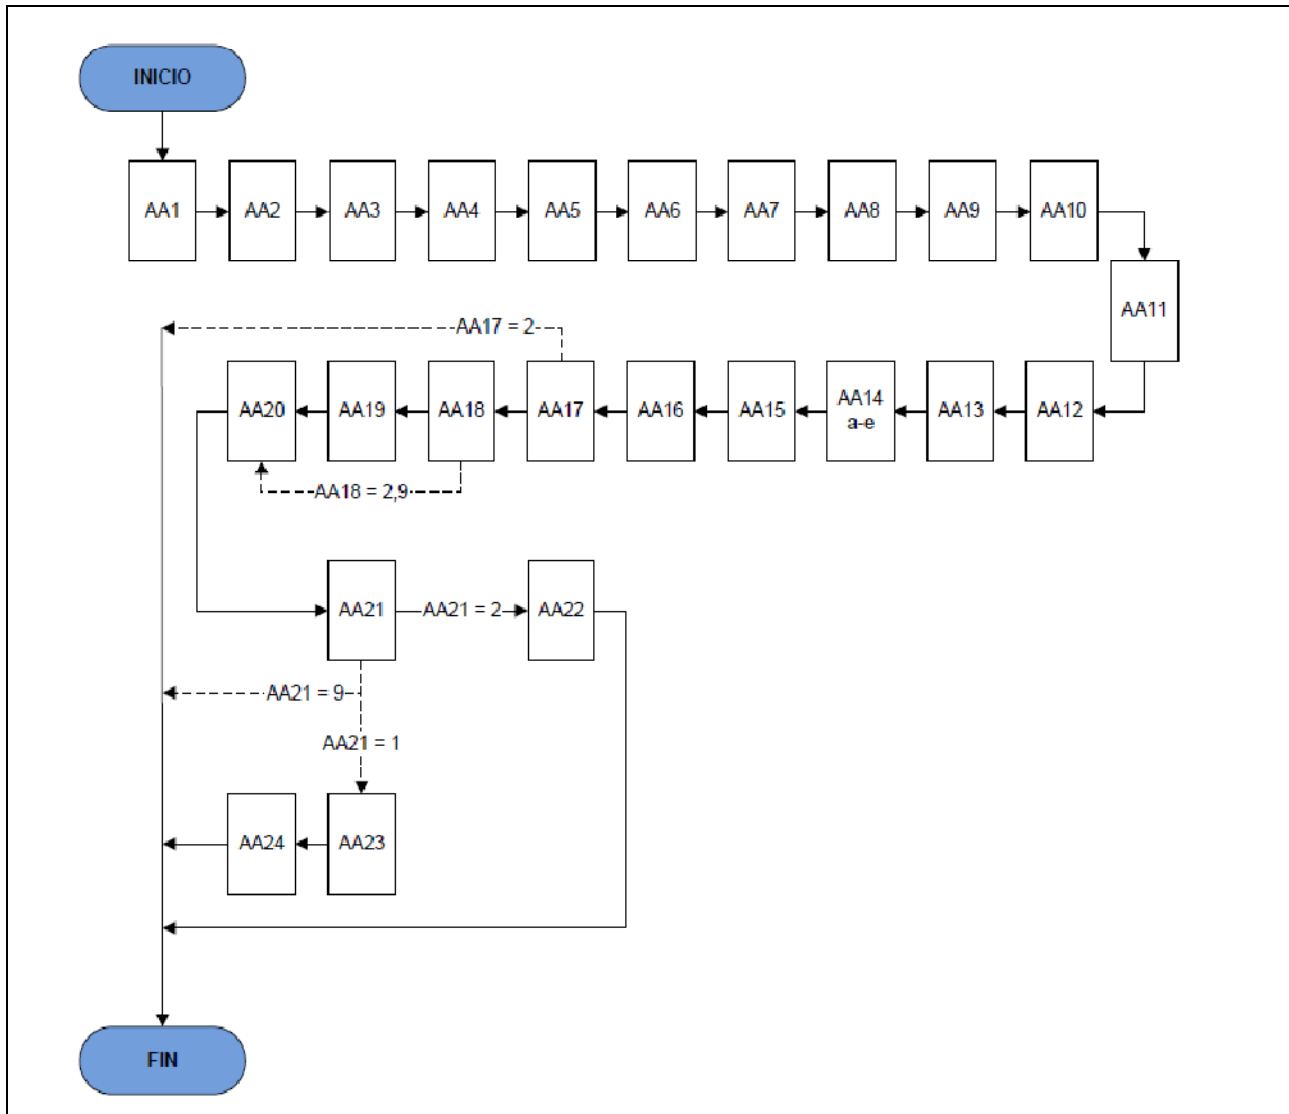 INICIO
AA1
AA2
AA3
AA4
AA5
AA6
AA7
AA8
AA9
AA10
AA11
AA17 = 2
AA20
AA19
AA18
AA17
AA16
AA15
AA14
a-e
AA13
AA12
AA18 = 2,9
AA21
AA21 = 2
AA22
AA21 = 9
AA21 = 1
AA24
AA23
FIN